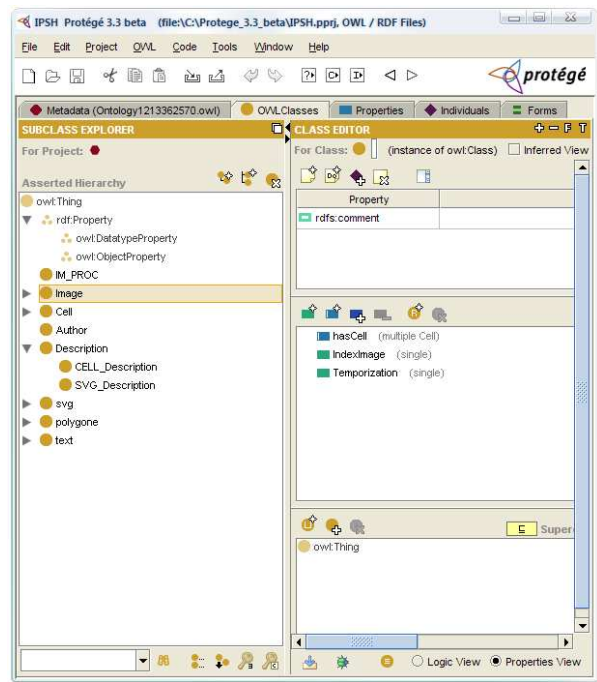 IPSH Protégé 3.3 beta (file:\C:\Protege_3.3_beta\IPSH.pprj, OWL / RDF Files)
File Edit Project OWL Code Tools Window Help
protégé
Metadata (Ontology1213362570.owl) OWLClasses Properties Individuals Forms
SUBCLASS EXPLORER
For Project:
Asserted Hierarchy
owl:Thing
rdf:Property
owl:DatatypeProperty
owl:ObjectProperty
IM_PROC
Image
Cell
Author
Description
CELL_Description
SVG_Description
svg
polygone
text
CLASS EDITOR
For Class: (instance of owl:Class) Inferred View
Property
rdfs:comment
hasCell (multiple Cell)
IndexImage (single)
Temporization (single)
Super
owl:Thing
Logic View Properties View